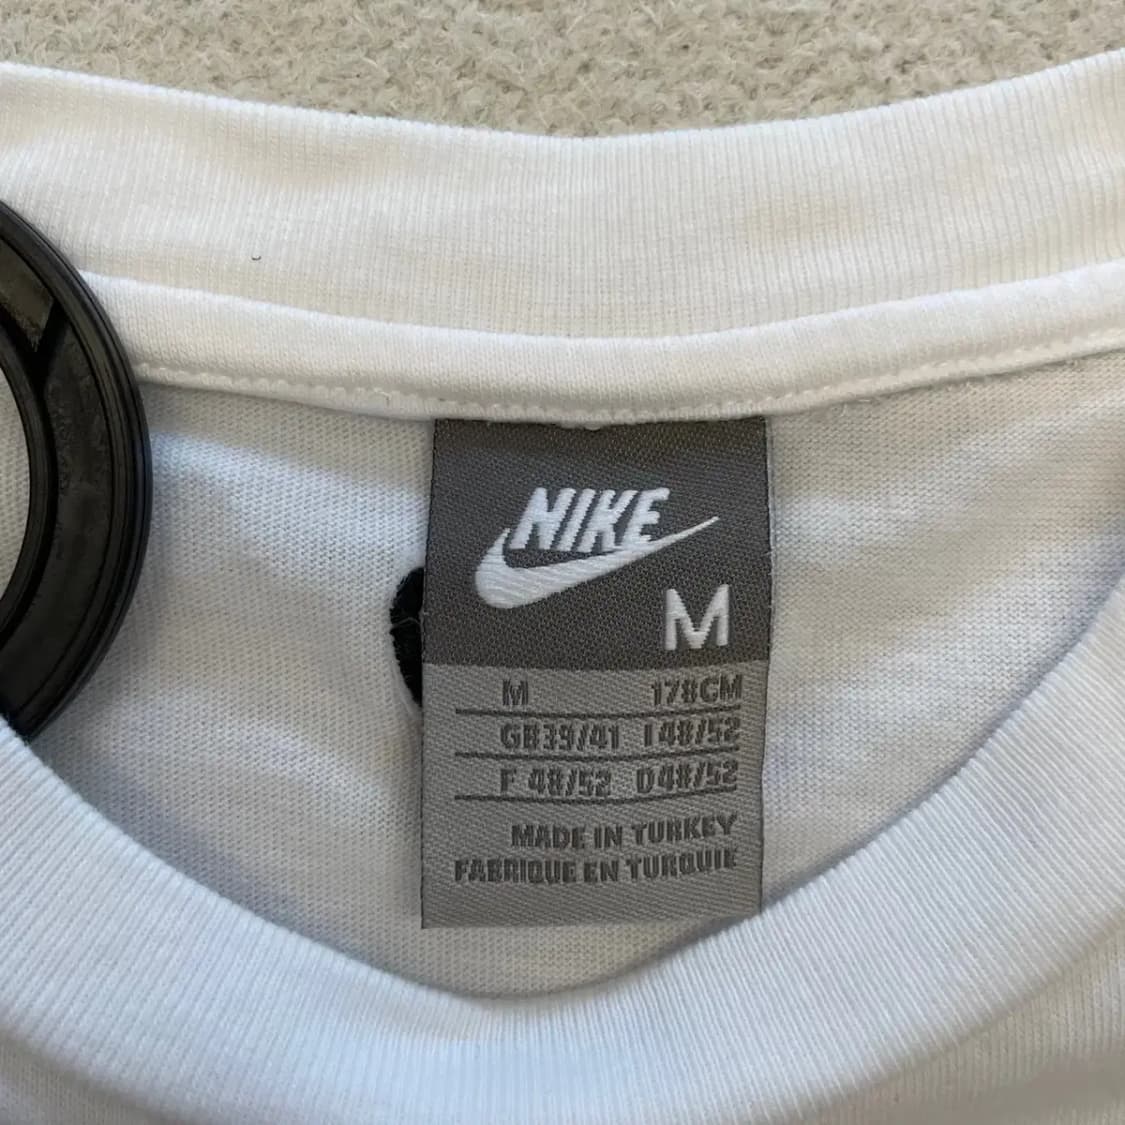 NIKE
M
M 178CM
GB39/41 I48/52
F 48/52 D48/52
MADE IN TURKEY
FABRIQUE EN TURQUIE